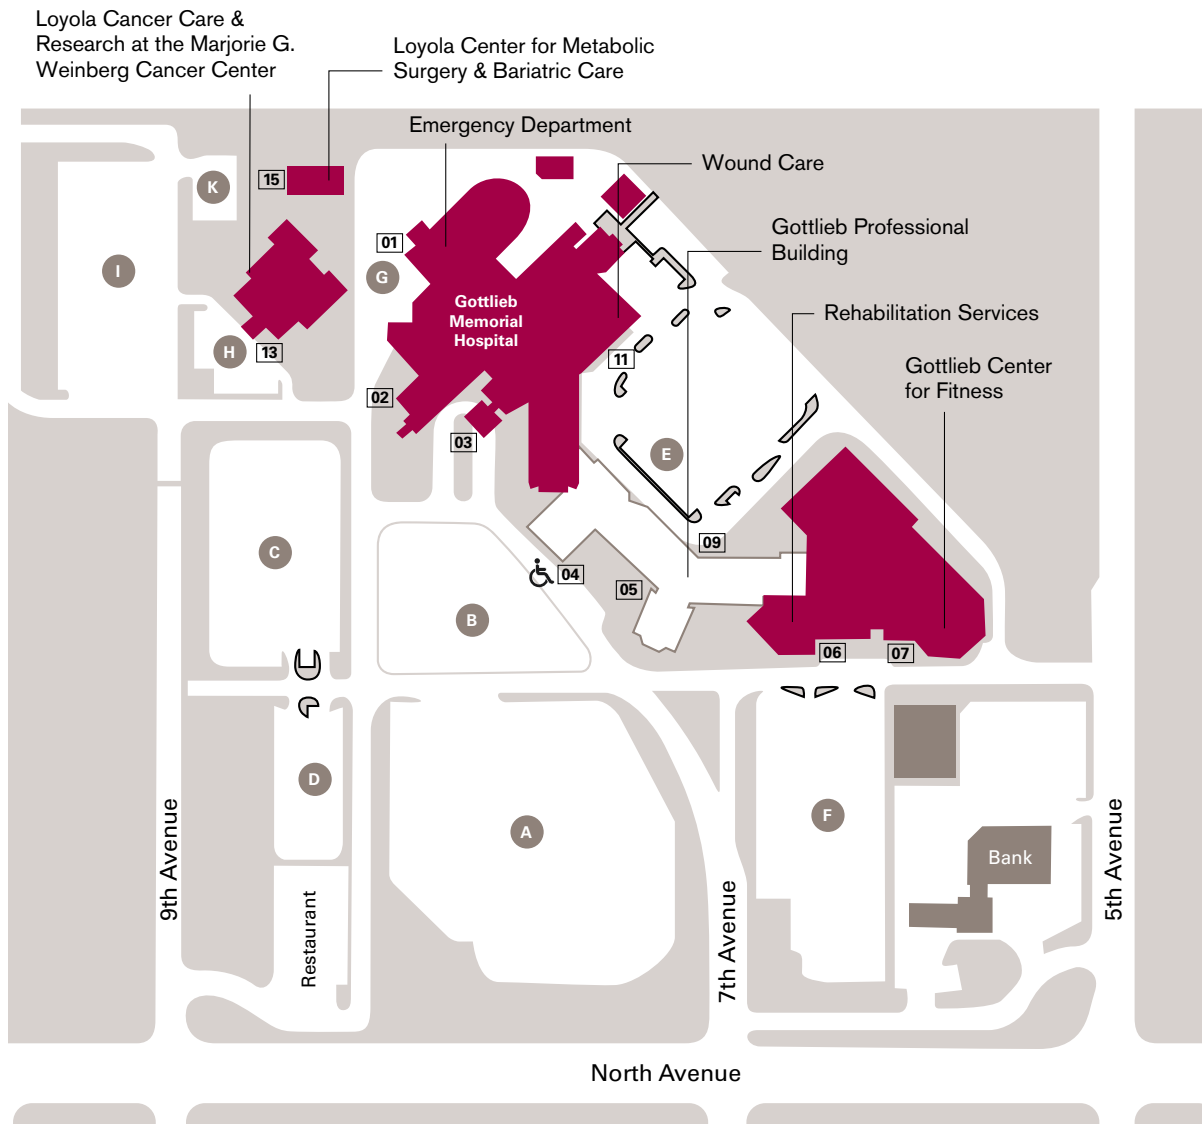 Loyola Cancer Care &
Research at the Marjorie G.
Weinberg Cancer Center
Loyola Center for Metabolic
Surgery & Bariatric Care
Emergency Department
Wound Care
K
15
Gottlieb Professional
Building
01
I
G
Gottlieb
Memorial
Hospital
Rehabilitation Services
H
13
11
Gottlieb Center
for Fitness
02
03
E
09
C
04
05
B
06
07
D
A
F
9th Avenue
Restaurant
7th Avenue
Bank
5th Avenue
North Avenue